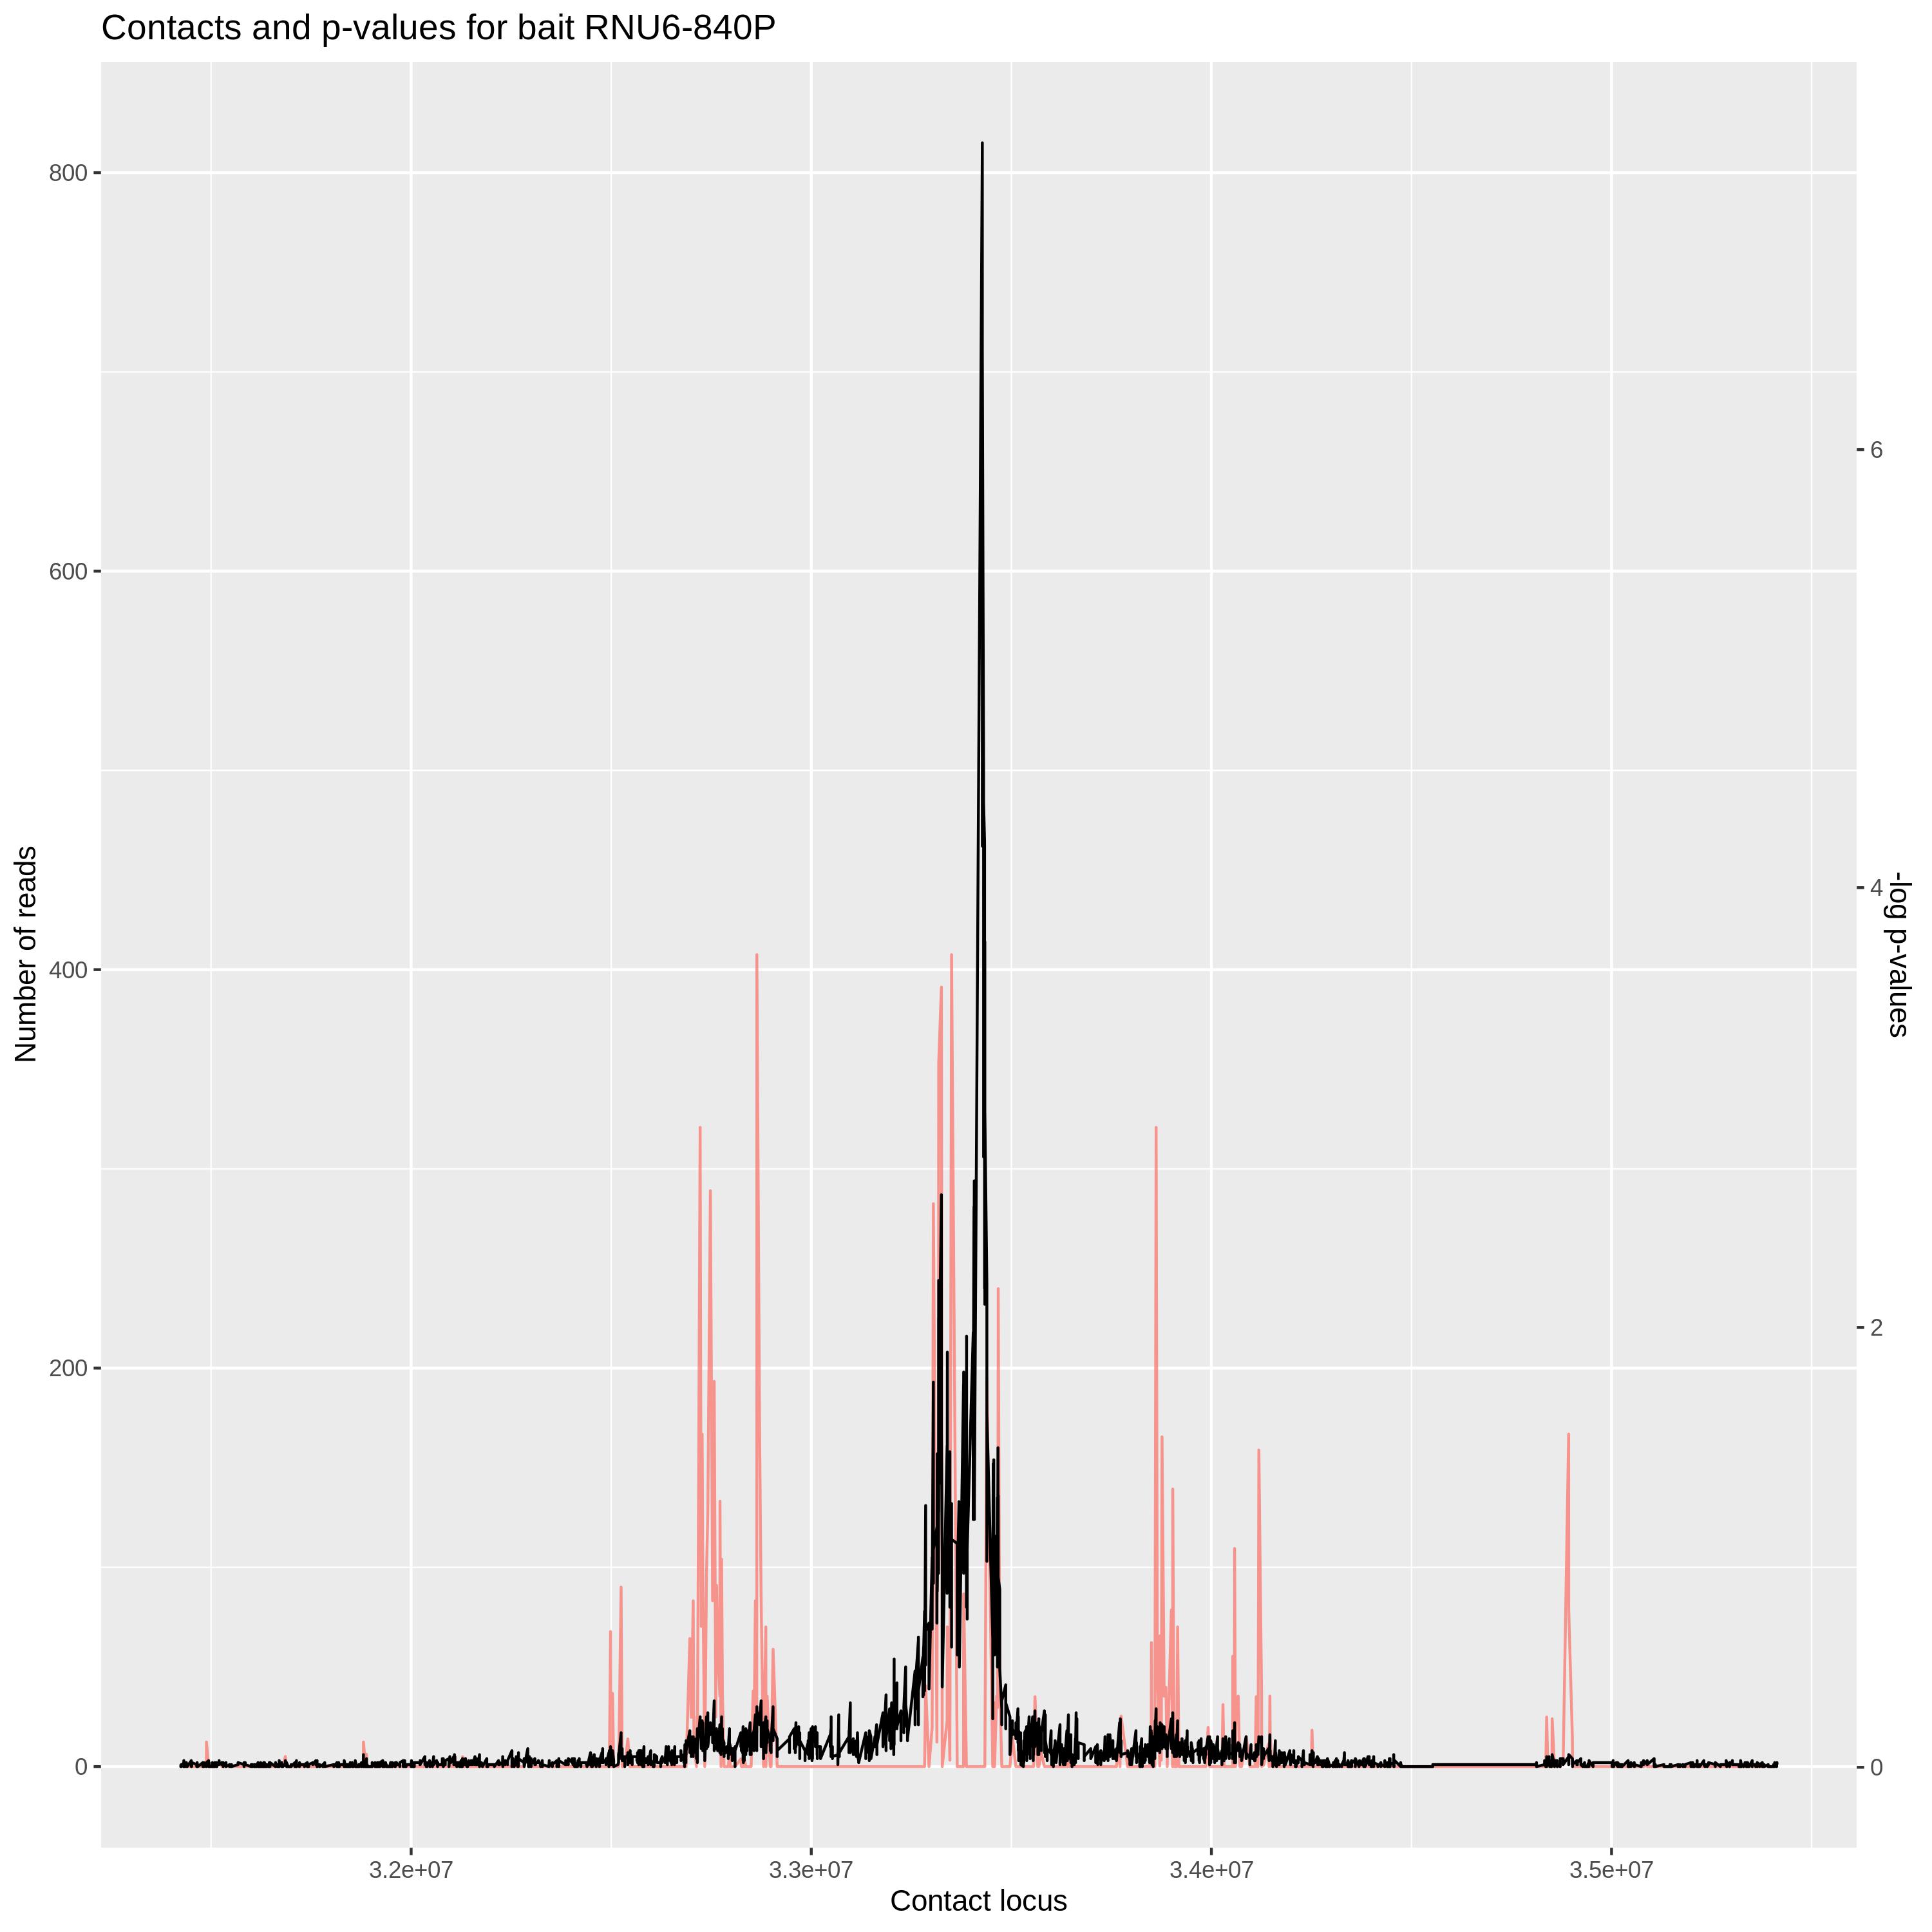 Contacts and p-values for bait RNU6-840P
800
600
400
200
0
Number of reads
6
4
2
0
-log p-values
3.2e+07
3.3e+07
3.4e+07
3.5e+07
Contact locus